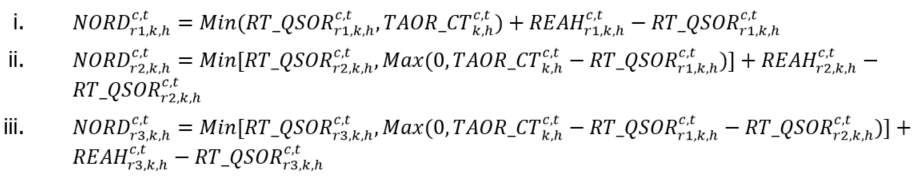 i. NORD^{c,t}_{r1,k,h} = Min(RT_QSOR^{c,t}_{r1,k,h}, TAOR_CT^{c,t}_{k,h}) + REAH^{c,t}_{r1,k,h} − RT_QSOR^{c,t}_{r1,k,h}
ii. NORD^{c,t}_{r2,k,h} = Min[RT_QSOR^{c,t}_{r2,k,h}, Max(0, TAOR_CT^{c,t}_{k,h} − RT_QSOR^{c,t}_{r1,k,h})] + REAH^{c,t}_{r2,k,h} −
RT_QSOR^{c,t}_{r2,k,h}
iii. NORD^{c,t}_{r3,k,h} = Min[RT_QSOR^{c,t}_{r3,k,h}, Max(0, TAOR_CT^{c,t}_{k,h} − RT_QSOR^{c,t}_{r1,k,h} − RT_QSOR^{c,t}_{r2,k,h})] +
REAH^{c,t}_{r3,k,h} − RT_QSOR^{c,t}_{r3,k,h}